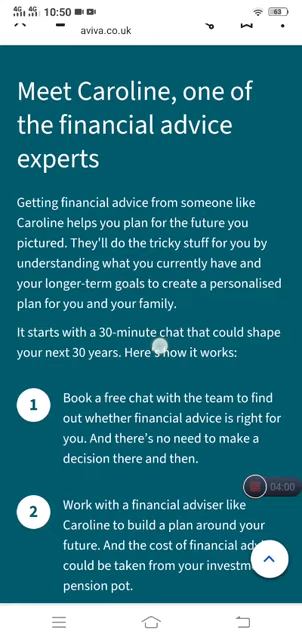 4G 4G 10:50 63
aviva.co.uk
Meet Caroline, one of
the financial advice
experts
Getting financial advice from someone like
Caroline helps you plan for the future you
pictured. They'll do the tricky stuff for you by
understanding what you currently have and
your longer-term goals to create a personalised
plan for you and your family.
It starts with a 30-minute chat that could shape
your next 30 years. Here's how it works:
1
Book a free chat with the team to find
out whether financial advice is right for
you. And there's no need to make a
decision there and then.
04:00
2
Work with a financial adviser like
Caroline to build a plan around your
future. And the cost of financial
could be taken from your
pension pot.